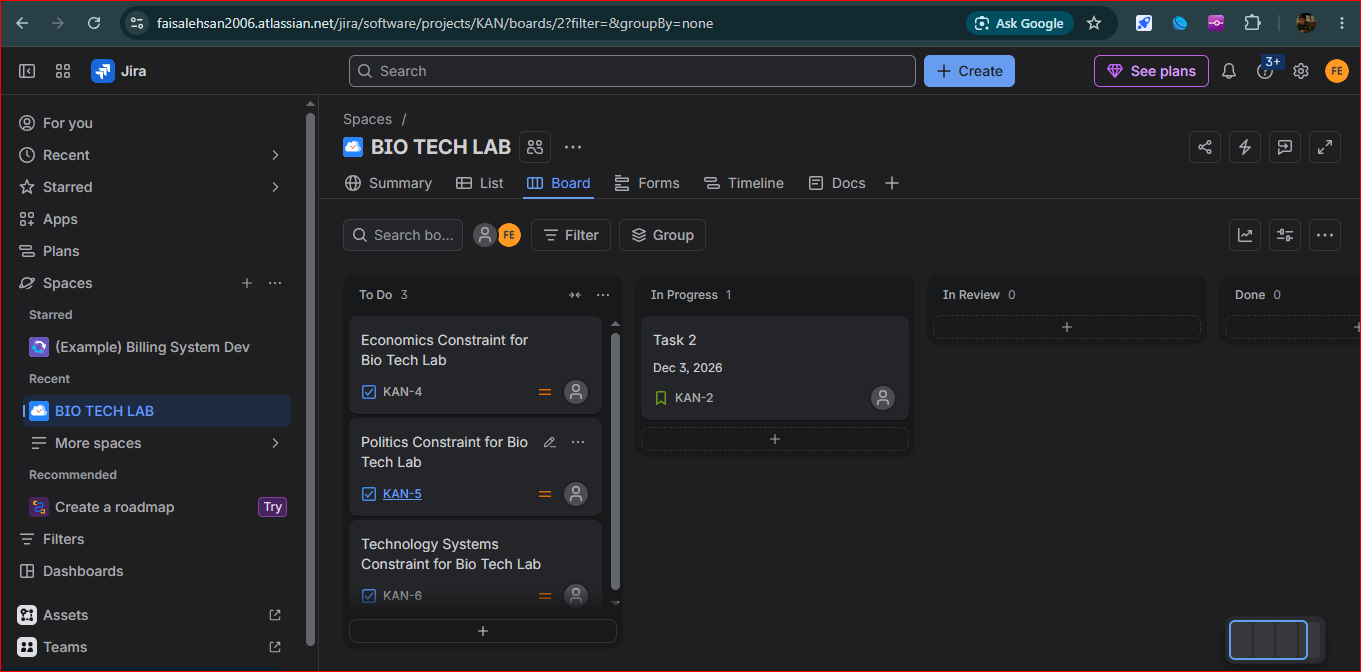 faisalehsan2006.atlassian.net/jira/software/projects/KAN/boards/2?filter=&groupBy=none
Ask Google
Jira
Search
Create
See plans
3+
FE
For you
Recent
Starred
Apps
Plans
Spaces
Starred
(Example) Billing System Dev
Recent
BIO TECH LAB
More spaces
Recommended
Create a roadmap
Try
Filters
Dashboards
Assets
Teams
Spaces /
BIO TECH LAB
Summary
List
Board
Forms
Timeline
Docs
Search bo...
FE
Filter
Group
To Do 3
Economics Constraint for
Bio Tech Lab
KAN-4
Politics Constraint for Bio
Tech Lab
KAN-5
Technology Systems
Constraint for Bio Tech Lab
KAN-6
In Progress 1
Task 2
Dec 3, 2026
KAN-2
In Review 0
Done 0